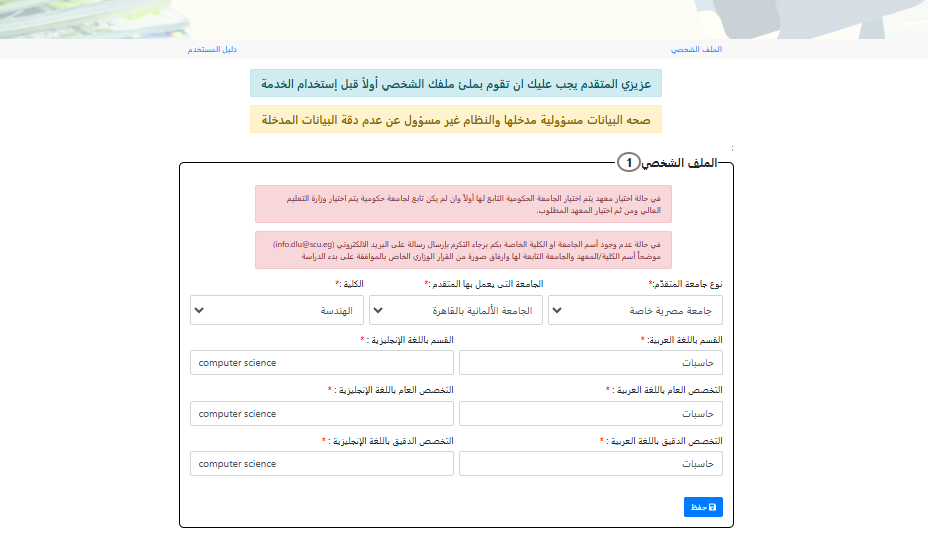 الملف الشخصي
دليل المستخدم
عزيزي المتقدم يجب عليك ان تقوم بملئ ملفك الشخصي أولاً قبل إستخدام الخدمة
صحه البيانات مسؤولية مدخلها والنظام غير مسؤول عن عدم دقة البيانات المدخلة
:
الملف الشخصي 1
في حالة اختيار معهد يتم اختيار الجامعة الحكومية التابع لها أولاً وان لم يكن تابع لجامعة حكومية يتم اختيار وزارة التعليم
العالي ومن ثم اختيار المعهد المطلوب.
في حالة عدم وجود أسم الجامعة او الكلية الخاصة بكم برجاء التكرم بإرسال رسالة على البريد الالكتروني (info.dlu@scu.eg)
موضحاً أسم الكلية/المعهد والجامعة التابعة لها وارفاق صورة من القرار الوزاري الخاص بالموافقة على بدء الدراسة
نوع جامعة المتقدّم:*
الجامعة التى يعمل بها المتقدم :*
الكلية :*
جامعة مصرية خاصة
الجامعة الألمانية بالقاهرة
الهندسة
القسم باللغة العربية: *
القسم باللغة الإنجليزية : *
حاسبات
computer science
التخصص العام باللغة العربية : *
التخصص العام باللغة الإنجليزية : *
حاسبات
computer science
التخصص الدقيق باللغة العربية : *
التخصص الدقيق باللغة الإنجليزية : *
حاسبات
computer science
حفظ